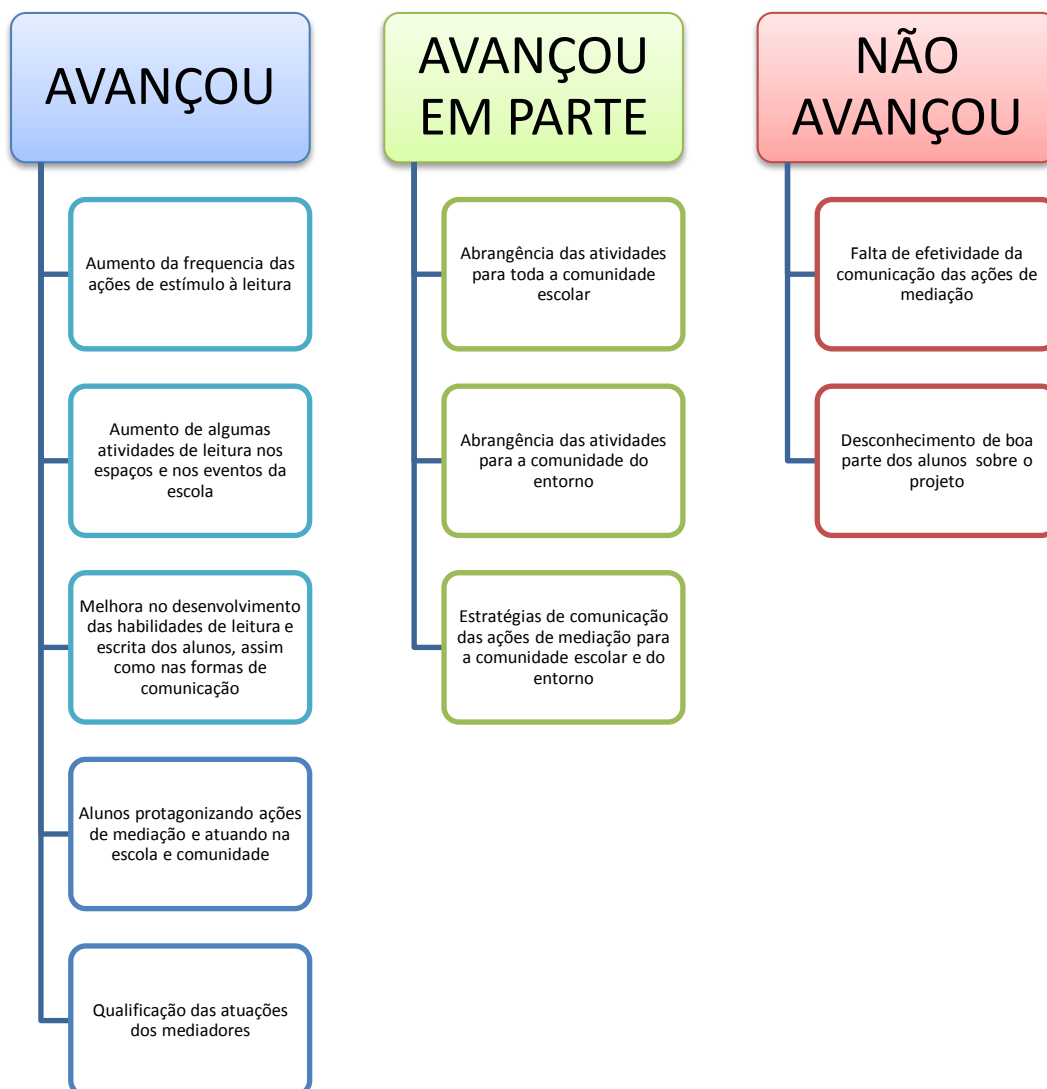 AVANÇOU
Aumento da frequencia das
ações de estímulo à leitura
Aumento de algumas
atividades de leitura nos
espaços e nos eventos da
escola
Melhora no desenvolvimento
das habilidades de leitura e
escrita dos alunos, assim
como nas formas de
comunicação
Alunos protagonizando ações
de mediação e atuando na
escola e comunidade
Qualificação das atuações
dos mediadores
AVANÇOU
EM PARTE
Abrangência das atividades
para toda a comunidade
escolar
Abrangência das atividades
para a comunidade do
entorno
Estratégias de comunicação
das ações de mediação para
a comunidade escolar e do
entorno
NÃO
AVANÇOU
Falta de efetividade da
comunicação das ações de
mediação
Desconhecimento de boa
parte dos alunos sobre o
projeto